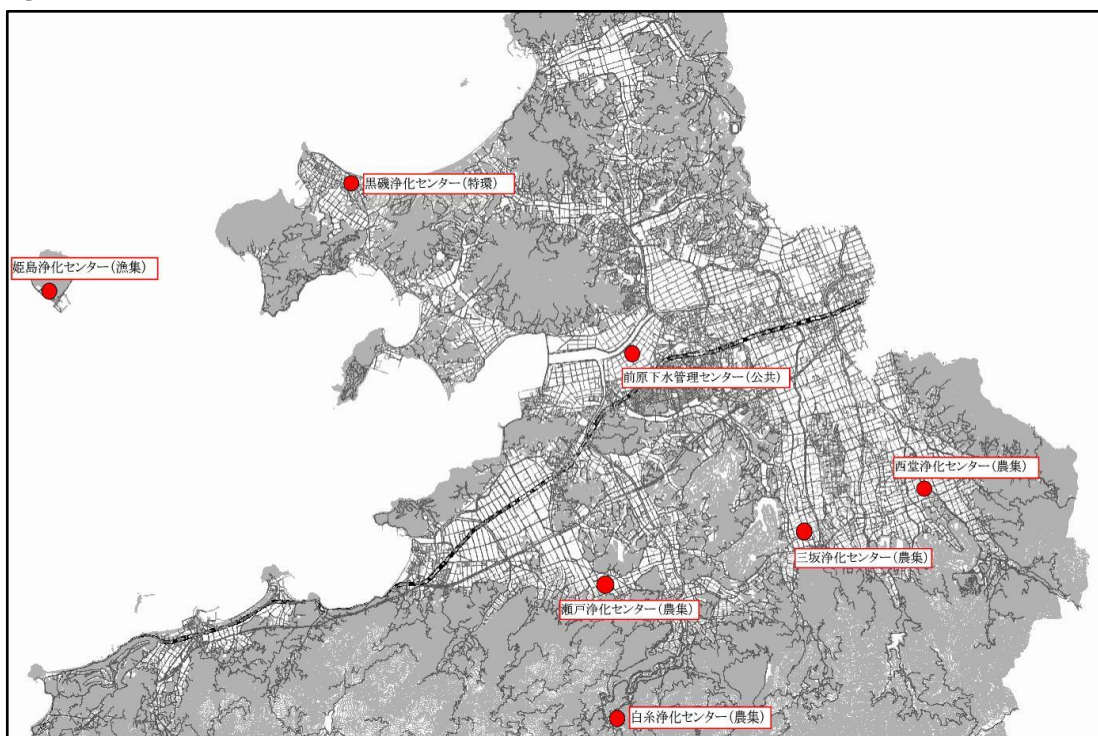 黒磯浄化センター(特環)
姫島浄化センター(漁集)
前原下水管理センター(公共)
西堂浄化センター(農集)
三坂浄化センター(農集)
瀬戸浄化センター(農集)
白糸浄化センター(農集)